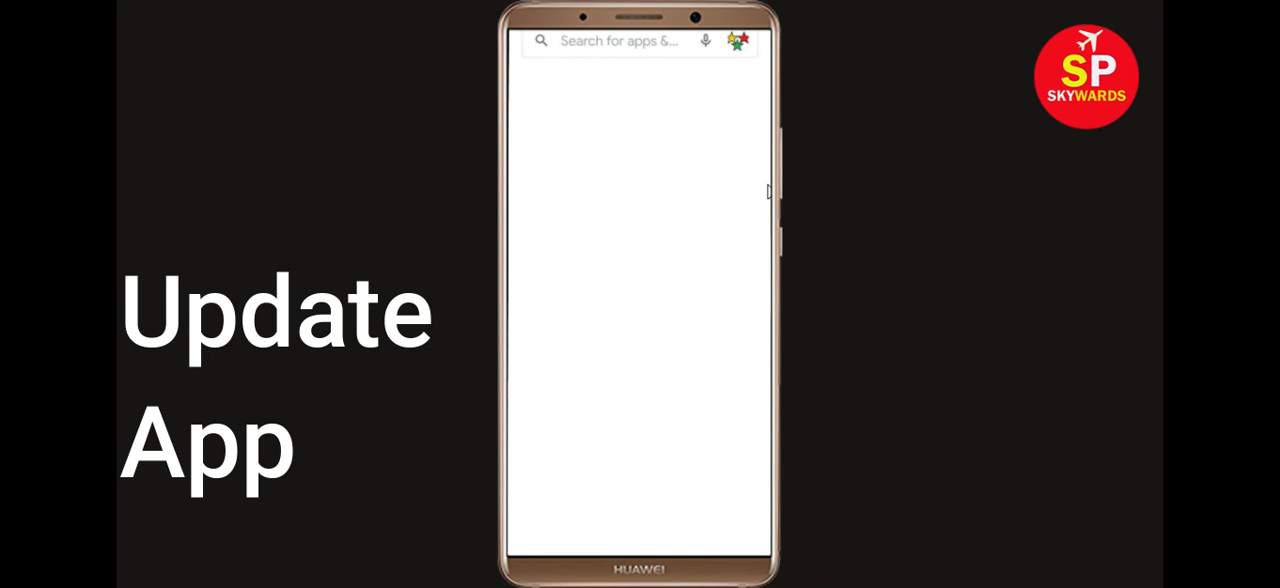 Search for apps &...
SP
SKYWARDS
Update
App
HUAWEI